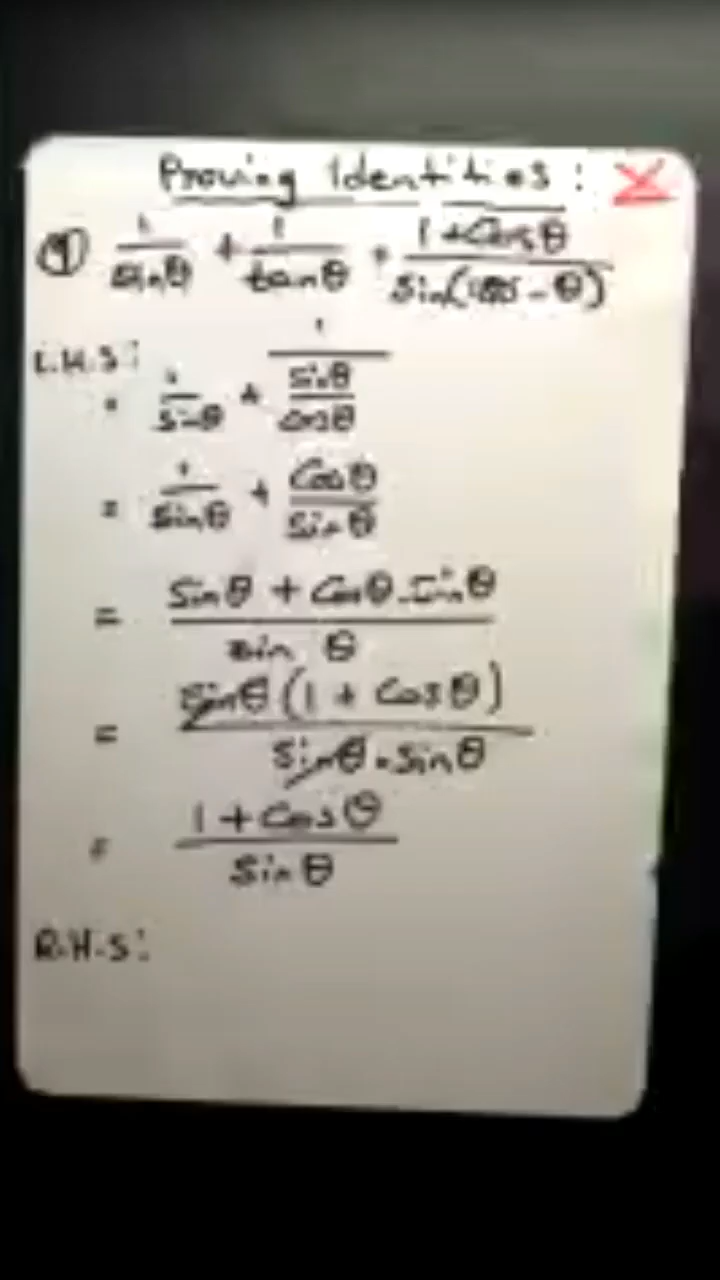 Proving Identities:
9) 1/sinθ + 1/tanθ = (1+Cosθ)/sin(180-θ)
L.H.S:
= 1/sinθ + 1/(sinθ/cosθ)
= 1/sinθ + Cosθ/sinθ
= (sinθ + Cosθ.sinθ)/(sin θ)
= sinθ(1 + Cosθ)/(sinθ.sinθ)
= (1+Cosθ)/sinθ
R.H.S: